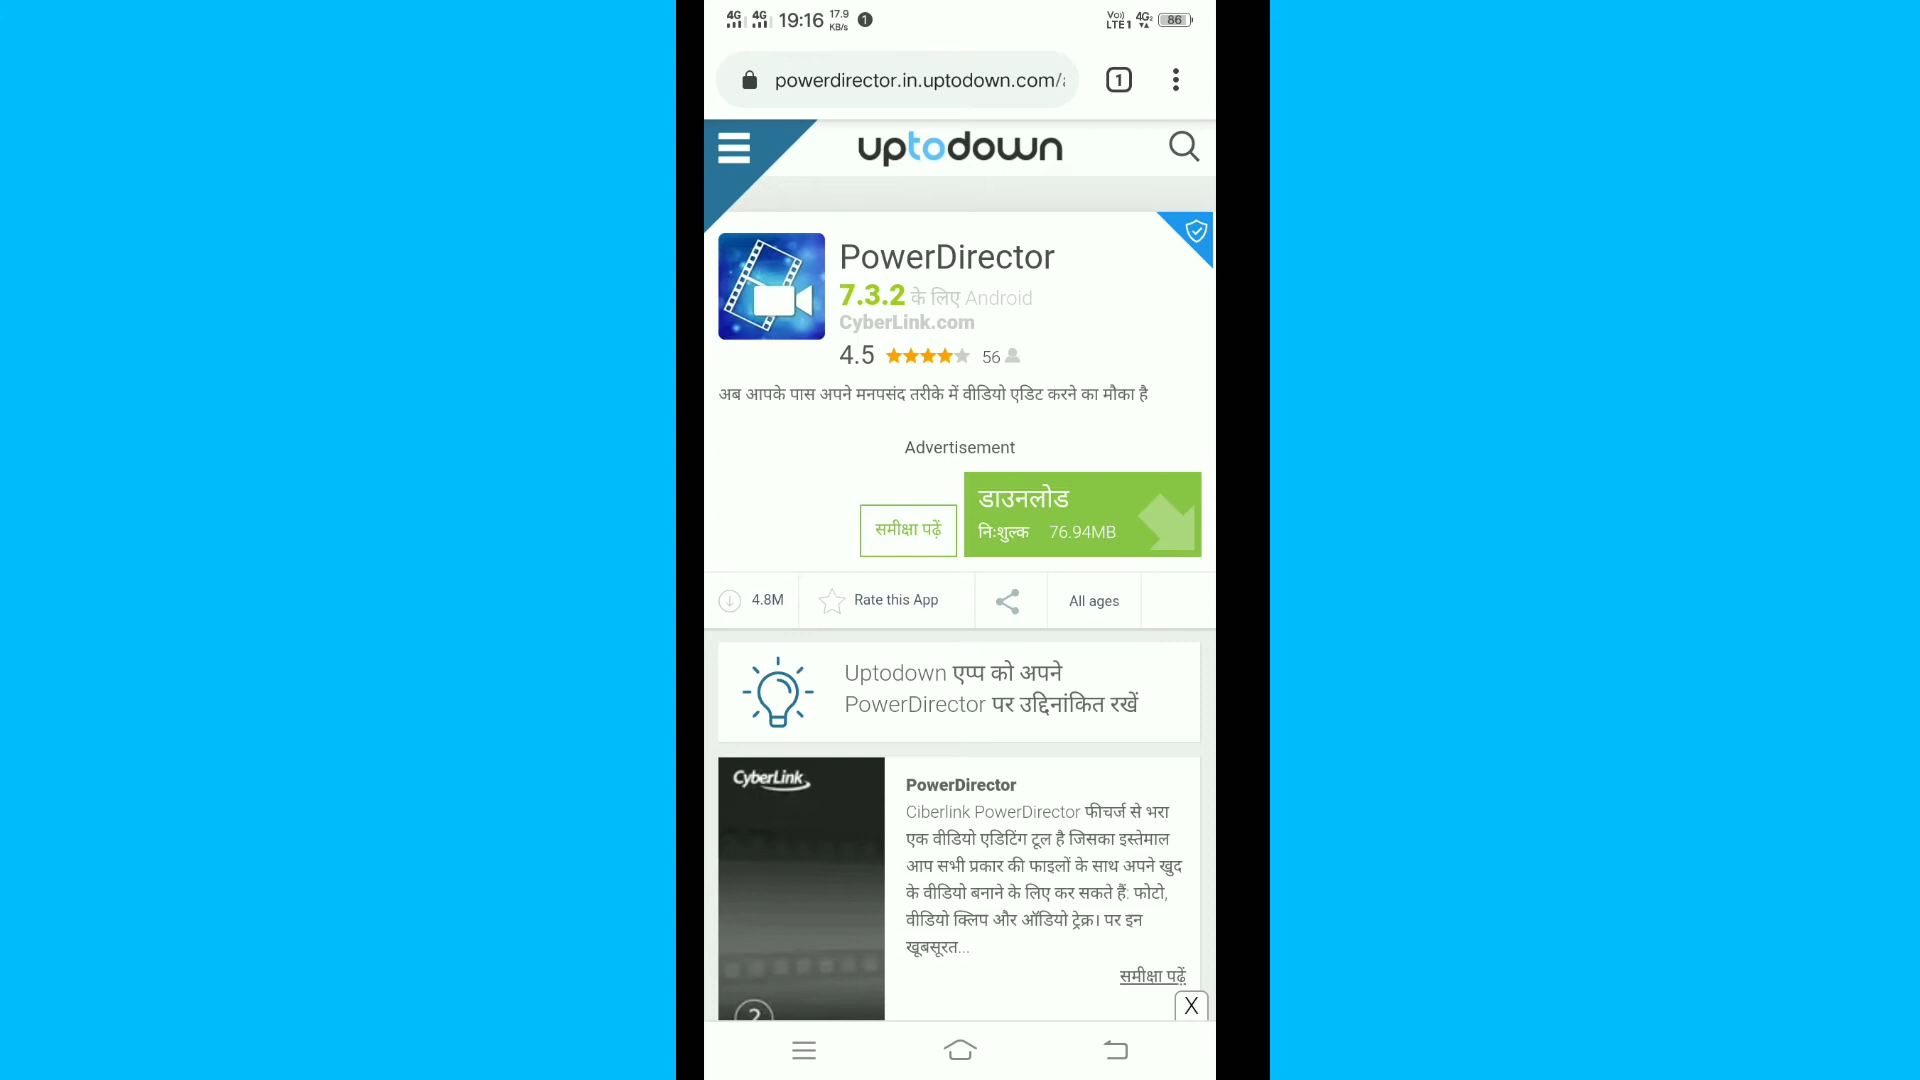 4G 4G 19:16 17.9 KB/s 1 Vo) LTE1 4G2 86
powerdirector.in.uptodown.com/ 1
uptodown
PowerDirector
7.3.2 के लिए Android
CyberLink.com
4.5 56
अब आपके पास अपने मनपसंद तरीके में वीडियो एडिट करने का मौका है
Advertisement
डाउनलोड
समीक्षा पढ़ें
नि:शुल्क 76.94MB
4.8M Rate this App All ages
Uptodown एप्प को अपने
PowerDirector पर उद्दिनांकित रखें
CyberLink
PowerDirector
Ciberlink PowerDirector फीचर्ज से भरा
एक वीडियो एडिटिंग टूल है जिसका इस्तेमाल
आप सभी प्रकार की फाइलों के साथ अपने खुद
के वीडियो बनाने के लिए कर सकते हैं: फोटो,
वीडियो क्लिप और ऑडियो ट्रेक्र। पर इन
खूबसूरत...
समीक्षा पढ़ें
X